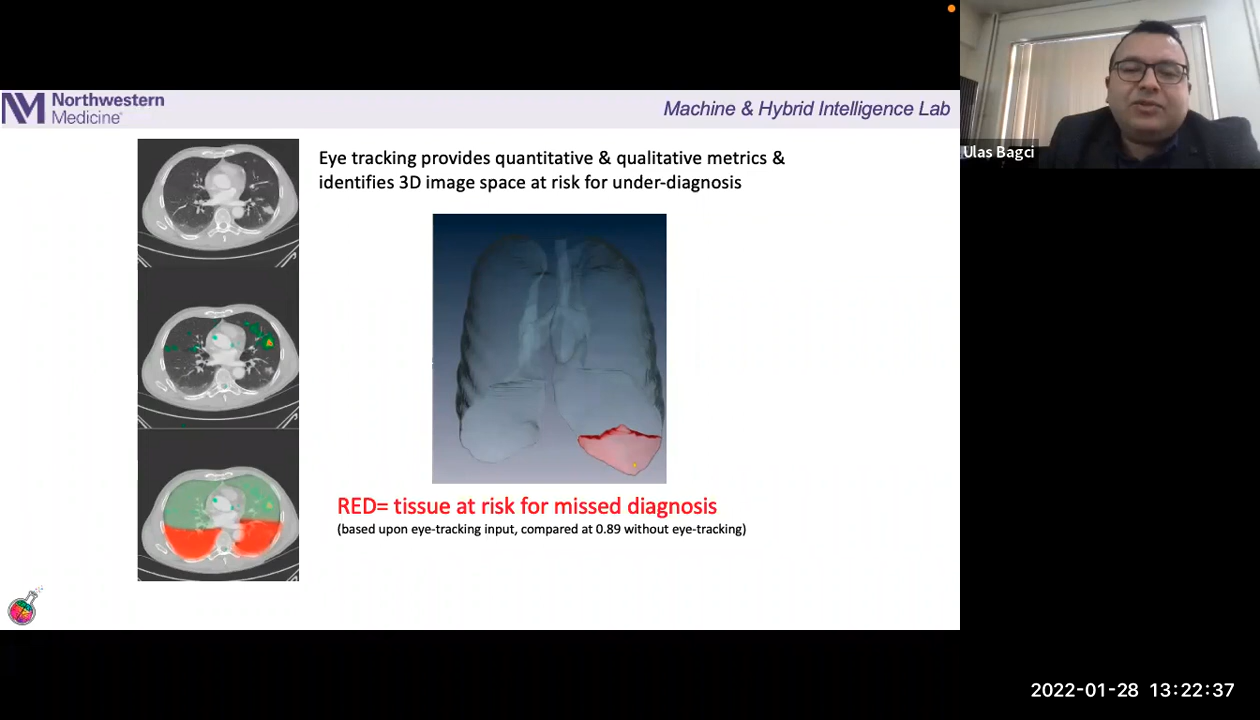 Northwestern
Medicine®
Machine & Hybrid Intelligence Lab
Ulas Bagci
Eye tracking provides quantitative & qualitative metrics &
identifies 3D image space at risk for under-diagnosis
RED= tissue at risk for missed diagnosis
(based upon eye-tracking input, compared at 0.89 without eye-tracking)
2022-01-28 13:22:37